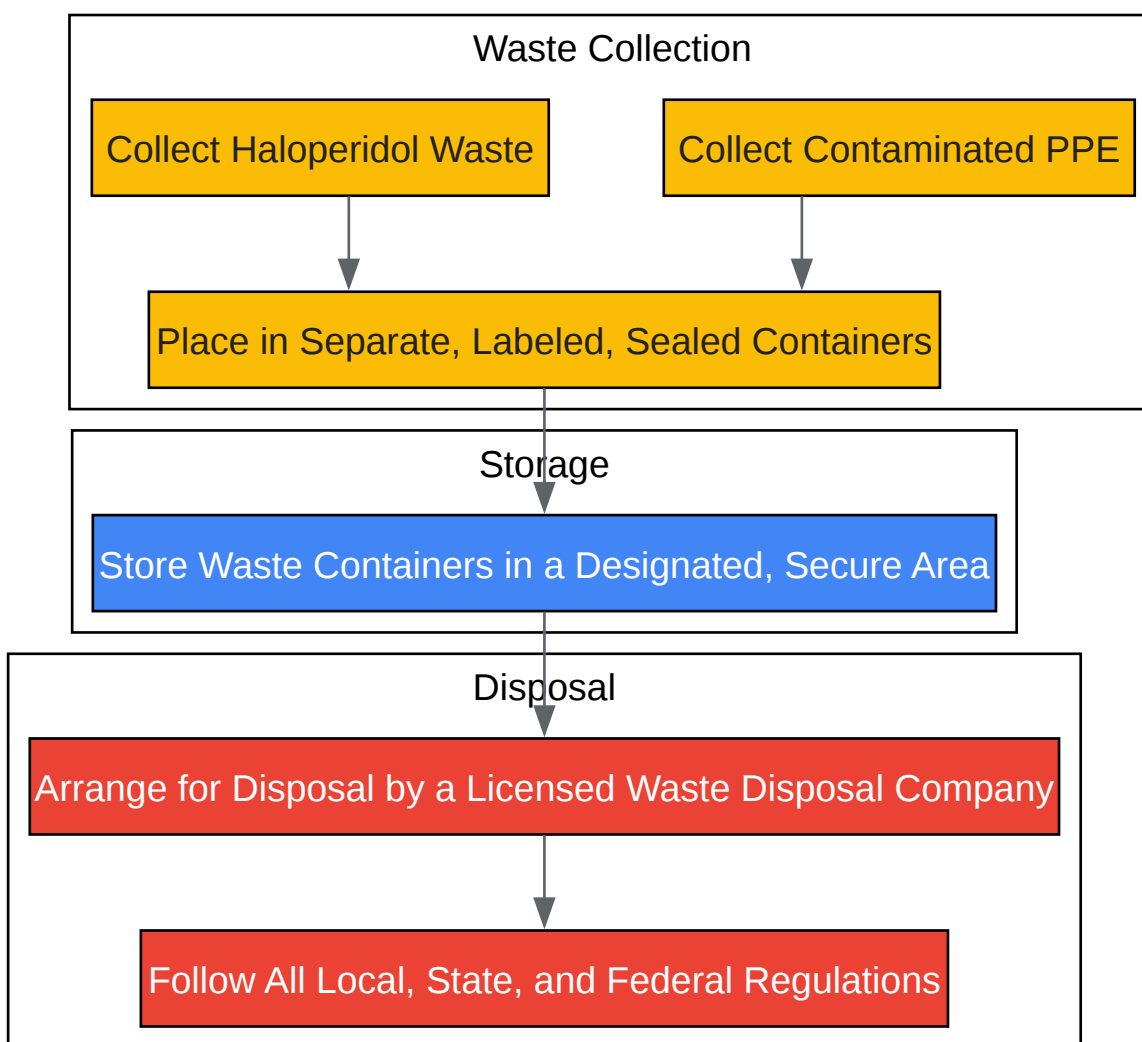 Waste Collection
Collect Haloperidol Waste
Collect Contaminated PPE
Place in Separate, Labeled, Sealed Containers
Storage
Store Waste Containers in a Designated, Secure Area
Disposal
Arrange for Disposal by a Licensed Waste Disposal Company
Follow All Local, State, and Federal Regulations